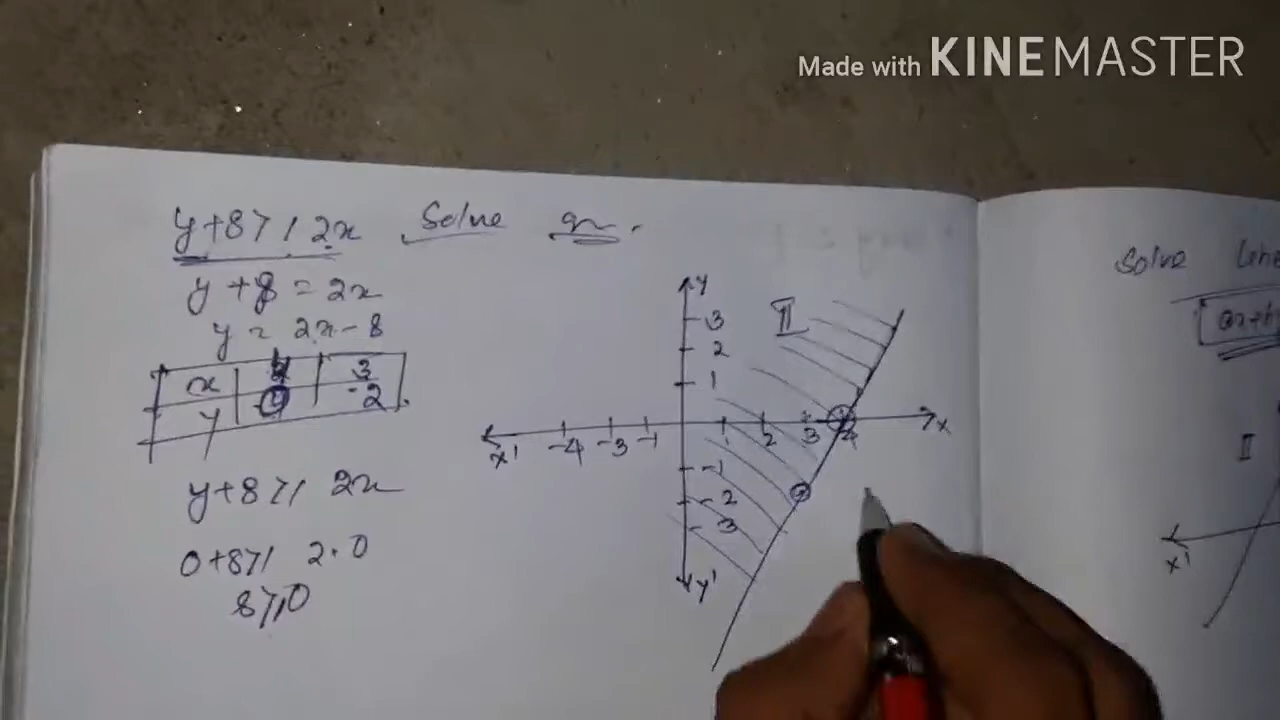 Made with KINEMASTER
y+8 ≥ 2x Solve
y + 8 = 2x
y = 2x - 8
x 4 3
y 0 -2
y+8 ≥ 2x
0+8 ≥ 2.0
8 ≥ 0
Y
3
2
1
II
X' -4 -3 -1 1 2 3 4 X
-1
-2
-3
Y'
Solve
II
X'